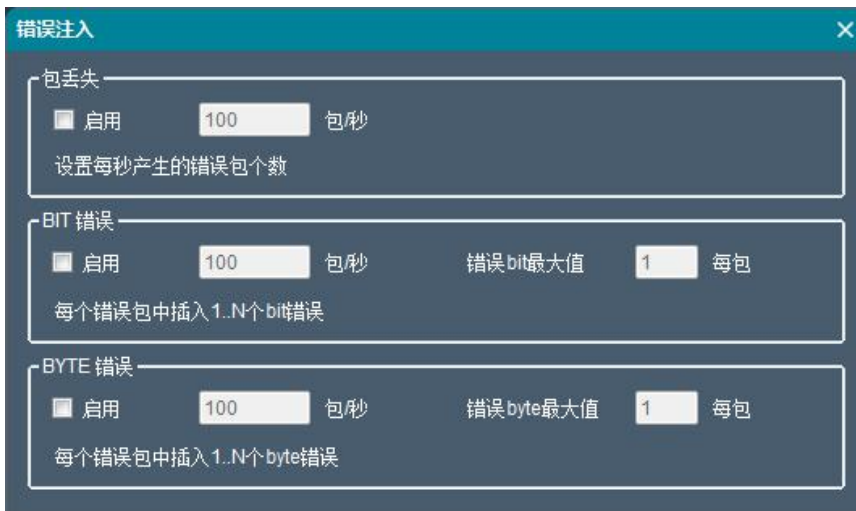 错误注入
包丢失
启用 100 包/秒
设置每秒产生的错误包个数
BIT 错误
启用 100 包/秒 错误bit最大值 1 每包
每个错误包中插入1..N个bit错误
BYTE 错误
启用 100 包/秒 错误byte最大值 1 每包
每个错误包中插入1..N个byte错误